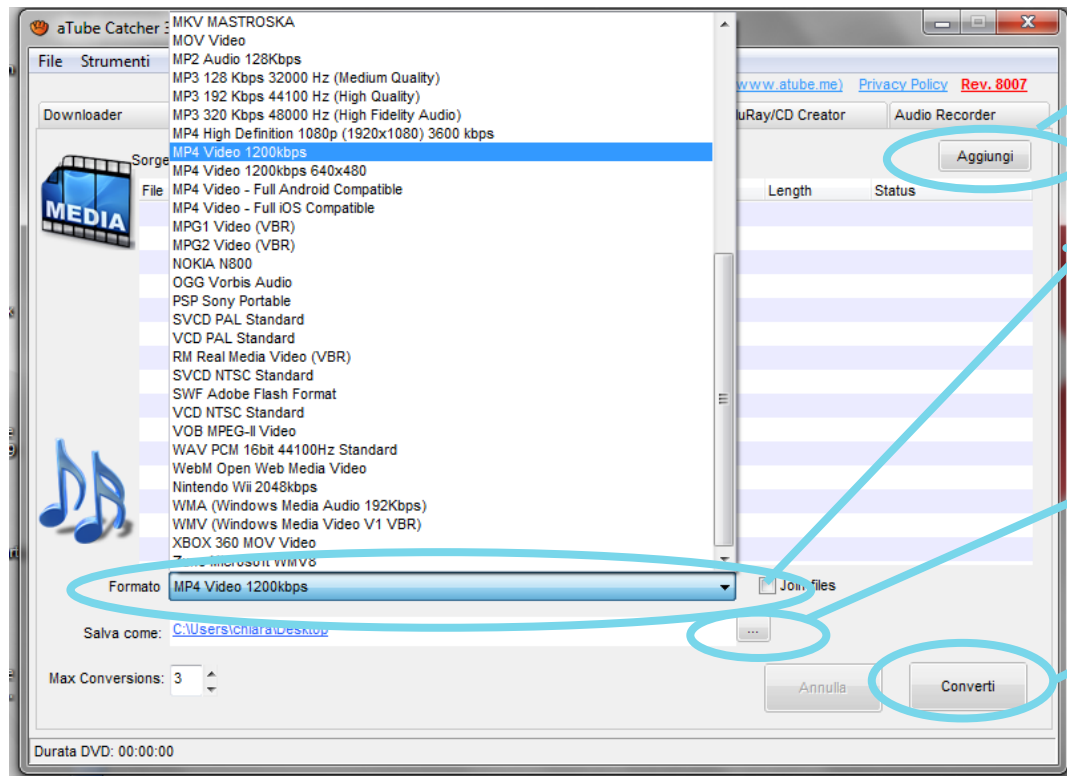 aTube Catcher 3
File Strumenti
www.atube.me) Privacy Policy Rev. 8007
Downloader
uRay/CD Creator
Audio Recorder
MKV MASTROSKA
MOV Video
MP2 Audio 128Kbps
MP3 128 Kbps 32000 Hz (Medium Quality)
MP3 192 Kbps 44100 Hz (High Quality)
MP3 320 Kbps 48000 Hz (High Fidelity Audio)
MP4 High Definition 1080p (1920x1080) 3600 kbps
MP4 Video 1200kbps
MP4 Video 1200kbps 640x480
MP4 Video - Full Android Compatible
MP4 Video - Full iOS Compatible
MPG1 Video (VBR)
MPG2 Video (VBR)
NOKIA N800
OGG Vorbis Audio
PSP Sony Portable
SVCD PAL Standard
VCD PAL Standard
RM Real Media Video (VBR)
SVCD NTSC Standard
SWF Adobe Flash Format
VCD NTSC Standard
VOB MPEG-II Video
WAV PCM 16bit 44100Hz Standard
WebM Open Web Media Video
Nintendo Wii 2048kbps
WMA (Windows Media Audio 192Kbps)
WMV (Windows Media Video V1 VBR)
XBOX 360 MOV Video
Zune Microsoft WMV8
Sorge
Aggiungi
File
Length
Status
MEDIA
Formato MP4 Video 1200kbps
Join files
Salva come: C:\Users\chiara\Desktop
...
Max Conversions: 3
Annulla
Converti
Durata DVD: 00:00:00